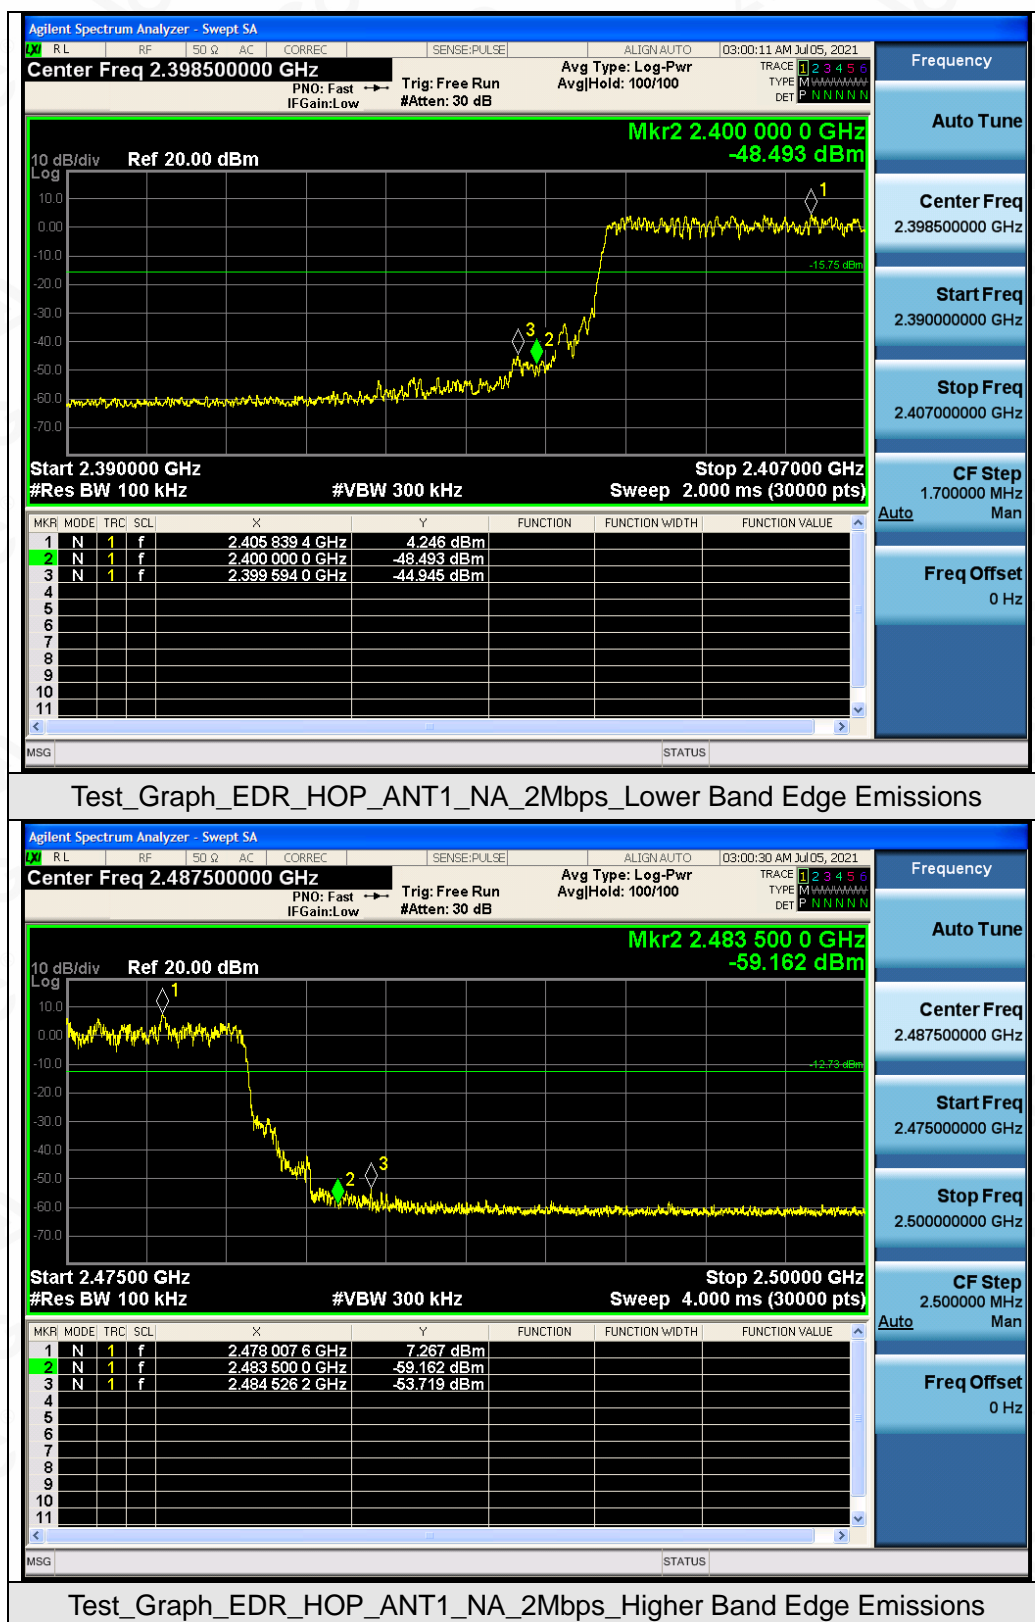 Agilent Spectrum Analyzer - Swept SA
LXI RL RF 50 Ω AC CORREC SENSE:PULSE ALIGN AUTO 03:00:11 AM Jul 05, 2021
Center Freq 2.398500000 GHz
PNO: Fast
IFGain:Low
Trig: Free Run
#Atten: 30 dB
Avg Type: Log-Pwr
Avg|Hold: 100/100
TRACE 1 2 3 4 5 6
TYPE M
DET P N N N N N
Mkr2 2.400 000 0 GHz
-48.493 dBm
10 dB/div Ref 20.00 dBm
Log
10.0
0.00
-10.0
-20.0
-30.0
-40.0
-50.0
-60.0
-70.0
1
-15.75 dBm
3
2
Start 2.390000 GHz Stop 2.407000 GHz
#Res BW 100 kHz #VBW 300 kHz Sweep 2.000 ms (30000 pts)
MKR MODE TRC SCL X Y FUNCTION FUNCTION WIDTH FUNCTION VALUE
1 N 1 f 2.405 839 4 GHz 4.246 dBm
2 N 1 f 2.400 000 0 GHz -48.493 dBm
3 N 1 f 2.399 594 0 GHz -44.945 dBm
4
5
6
7
8
9
10
11
MSG STATUS
Frequency
Auto Tune
Center Freq
2.398500000 GHz
Start Freq
2.390000000 GHz
Stop Freq
2.407000000 GHz
CF Step
1.700000 MHz
Auto Man
Freq Offset
0 Hz
Test_Graph_EDR_HOP_ANT1_NA_2Mbps_Lower Band Edge Emissions
Agilent Spectrum Analyzer - Swept SA
LXI RL RF 50 Ω AC CORREC SENSE:PULSE ALIGN AUTO 03:00:30 AM Jul 05, 2021
Center Freq 2.487500000 GHz
PNO: Fast
IFGain:Low
Trig: Free Run
#Atten: 30 dB
Avg Type: Log-Pwr
Avg|Hold: 100/100
TRACE 1 2 3 4 5 6
TYPE M
DET P N N N N N
Mkr2 2.483 500 0 GHz
-59.162 dBm
10 dB/div Ref 20.00 dBm
Log
10.0
0.00
-10.0
-20.0
-30.0
-40.0
-50.0
-60.0
-70.0
1
-12.73 dBm
3
2
Start 2.47500 GHz Stop 2.50000 GHz
#Res BW 100 kHz #VBW 300 kHz Sweep 4.000 ms (30000 pts)
MKR MODE TRC SCL X Y FUNCTION FUNCTION WIDTH FUNCTION VALUE
1 N 1 f 2.478 007 6 GHz 7.267 dBm
2 N 1 f 2.483 500 0 GHz -59.162 dBm
3 N 1 f 2.484 526 2 GHz -53.719 dBm
4
5
6
7
8
9
10
11
MSG STATUS
Frequency
Auto Tune
Center Freq
2.487500000 GHz
Start Freq
2.475000000 GHz
Stop Freq
2.500000000 GHz
CF Step
2.500000 MHz
Auto Man
Freq Offset
0 Hz
Test_Graph_EDR_HOP_ANT1_NA_2Mbps_Higher Band Edge Emissions